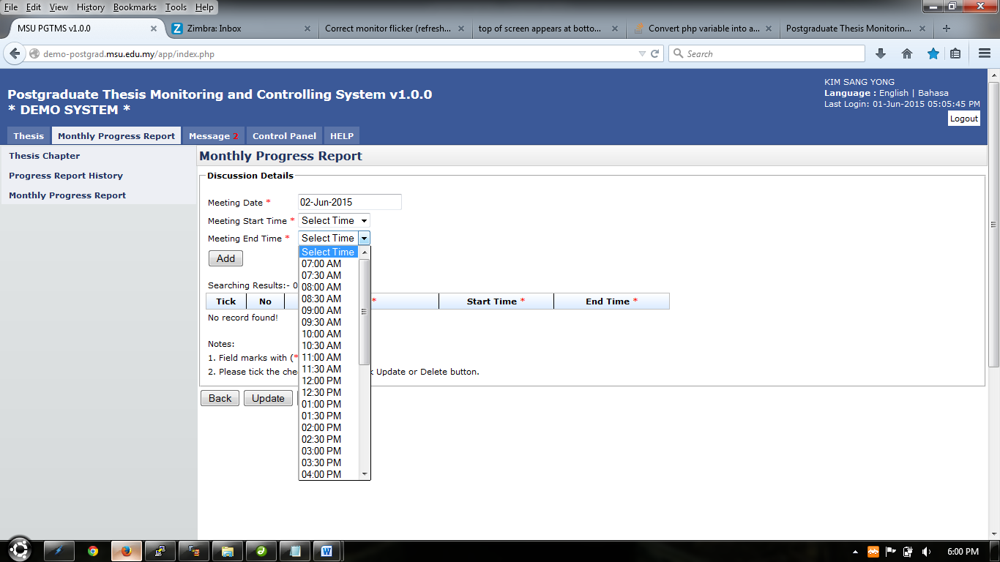 File Edit View History Bookmarks Tools Help
MSU PGTMS v1.0.0
Zimbra: Inbox
Correct monitor flicker (refresh...
top of screen appears at botto...
Convert php variable into a...
Postgraduate Thesis Monitorin...
demo-postgrad.msu.edu.my/app/index.php
Search
KIM SANG YONG
Language : English | Bahasa
Last Login: 01-Jun-2015 05:05:45 PM
Logout
Postgraduate Thesis Monitoring and Controlling System v1.0.0
* DEMO SYSTEM *
Thesis Monthly Progress Report Message 2 Control Panel HELP
Thesis Chapter
Progress Report History
Monthly Progress Report
Monthly Progress Report
Discussion Details
Meeting Date * 02-Jun-2015
Meeting Start Time * Select Time
Meeting End Time * Select Time
Add
Select Time
07:00 AM
07:30 AM
08:00 AM
08:30 AM
09:00 AM
09:30 AM
10:00 AM
10:30 AM
11:00 AM
11:30 AM
12:00 PM
12:30 PM
01:00 PM
01:30 PM
02:00 PM
02:30 PM
03:00 PM
03:30 PM
04:00 PM
Searching Results:- 0
Tick No * Start Time * End Time *
No record found!
Notes:
1. Field marks with (*
2. Please tick the Update or Delete button.
Back Update
6:00 PM